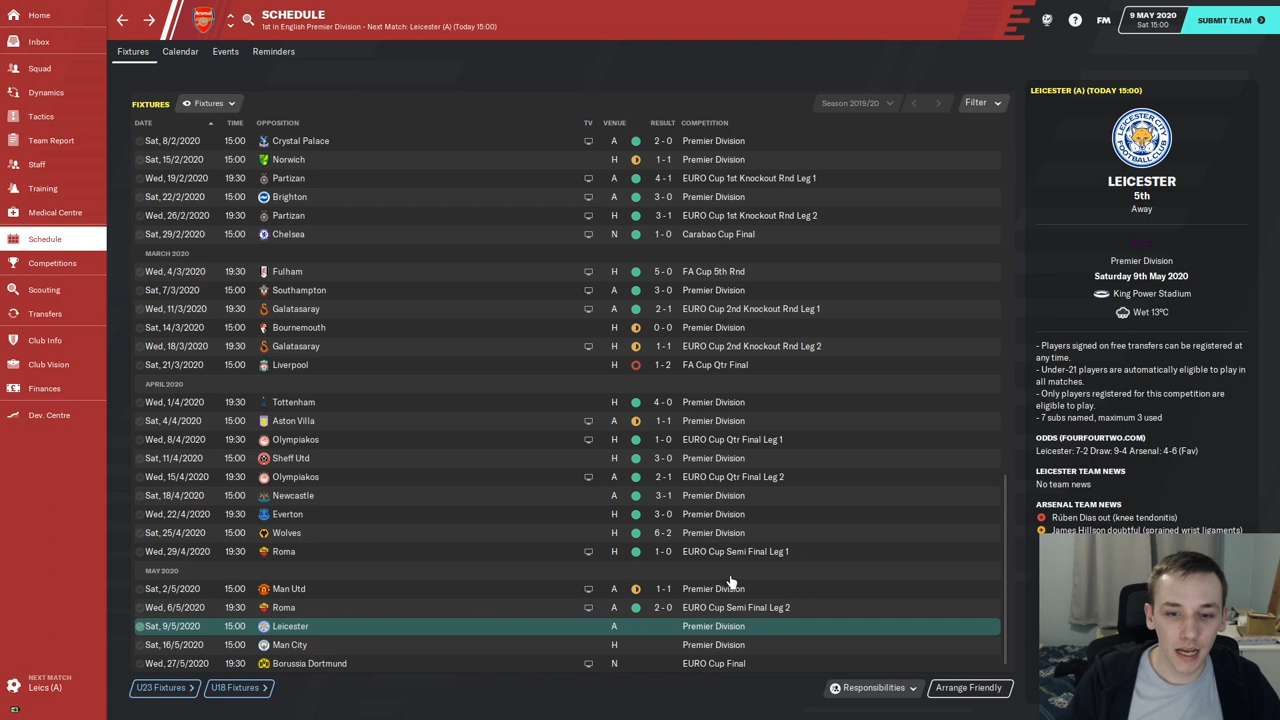 Home
Inbox
Squad
Dynamics
Tactics
Team Report
Staff
Training
Medical Centre
Schedule
Competitions
Scouting
Transfers
Club Info
Club Vision
Finances
Dev. Centre
NEXT MATCH
Leics (A)
Arsenal
SCHEDULE
1st in English Premier Division - Next Match: Leicester (A) (Today 15:00)
FM
9 MAY 2020
Sat 15:00
SUBMIT TEAM
Fixtures Calendar Events Reminders
FIXTURES Fixtures Season 2019/20 Filter
DATE TIME OPPOSITION TV VENUE RESULT COMPETITION
Sat, 8/2/2020 15:00 Crystal Palace A 2 - 0 Premier Division
Sat, 15/2/2020 15:00 Norwich H 1 - 1 Premier Division
Wed, 19/2/2020 19:30 Partizan A 4 - 1 EURO Cup 1st Knockout Rnd Leg 1
Sat, 22/2/2020 15:00 Brighton A 3 - 0 Premier Division
Wed, 26/2/2020 19:30 Partizan H 3 - 1 EURO Cup 1st Knockout Rnd Leg 2
Sat, 29/2/2020 15:00 Chelsea N 1 - 0 Carabao Cup Final
MARCH 2020
Wed, 4/3/2020 19:30 Fulham H 5 - 0 FA Cup 5th Rnd
Sat, 7/3/2020 15:00 Southampton A 3 - 0 Premier Division
Wed, 11/3/2020 19:30 Galatasaray A 2 - 1 EURO Cup 2nd Knockout Rnd Leg 1
Sat, 14/3/2020 15:00 Bournemouth H 0 - 0 Premier Division
Wed, 18/3/2020 19:30 Galatasaray H 1 - 1 EURO Cup 2nd Knockout Rnd Leg 2
Sat, 21/3/2020 15:00 Liverpool H 1 - 2 FA Cup Qtr Final
APRIL 2020
Wed, 1/4/2020 19:30 Tottenham H 4 - 0 Premier Division
Sat, 4/4/2020 15:00 Aston Villa A 1 - 1 Premier Division
Wed, 8/4/2020 19:30 Olympiakos H 1 - 0 EURO Cup Qtr Final Leg 1
Sat, 11/4/2020 15:00 Sheff Utd H 3 - 0 Premier Division
Wed, 15/4/2020 19:30 Olympiakos A 2 - 1 EURO Cup Qtr Final Leg 2
Sat, 18/4/2020 15:00 Newcastle A 3 - 1 Premier Division
Wed, 22/4/2020 19:30 Everton H 3 - 0 Premier Division
Sat, 25/4/2020 15:00 Wolves H 6 - 2 Premier Division
Wed, 29/4/2020 19:30 Roma H 1 - 0 EURO Cup Semi Final Leg 1
MAY 2020
Sat, 2/5/2020 15:00 Man Utd A 1 - 1 Premier Division
Wed, 6/5/2020 19:30 Roma A 2 - 0 EURO Cup Semi Final Leg 2
Sat, 9/5/2020 15:00 Leicester A Premier Division
Sat, 16/5/2020 15:00 Man City H Premier Division
Wed, 27/5/2020 19:30 Borussia Dortmund N EURO Cup Final
U23 Fixtures U18 Fixtures Responsibilities Arrange Friendly
LEICESTER (A) (TODAY 15:00)
LEICESTER CITY
FOOTBALL CLUB
LEICESTER
5th
Away
Premier Division
Saturday 9th May 2020
King Power Stadium
Wet 13ºC
- Players signed on free transfers can be registered at
any time.
- Under-21 players are automatically eligible to play in
all matches.
- Only players registered for this competition are
eligible to play.
- 7 subs named, maximum 3 used
ODDS (FOURFOURTWO.COM)
Leicester: 7-2 Draw: 9-4 Arsenal: 4-6 (Fav)
LEICESTER TEAM NEWS
No team news
ARSENAL TEAM NEWS
Rúben Dias out (knee tendonitis)
James Hillson doubtful (sprained wrist ligaments)